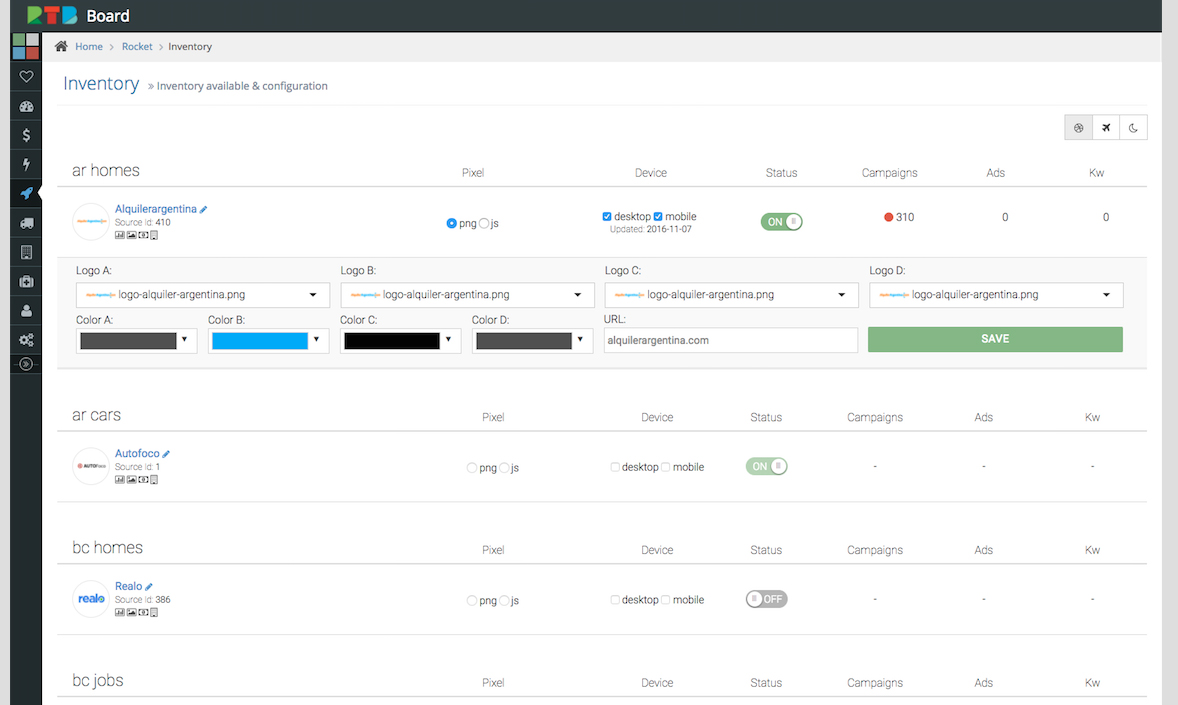 RTB Board
Home > Rocket > Inventory
Inventory » Inventory available & configuration
ar homes Pixel Device Status Campaigns Ads Kw
Alquilerargentina
Source id: 410
png js
desktop mobile
Updated: 2016-11-07
ON
310 0 0
Logo A: Logo B: Logo C: Logo D:
logo-alquiler-argentina.png logo-alquiler-argentina.png logo-alquiler-argentina.png logo-alquiler-argentina.png
Color A: Color B: Color C: Color D: URL:
alquilerargentina.com SAVE
ar cars Pixel Device Status Campaigns Ads Kw
AUTOFoco
Autofoco
Source id: 1
png js desktop mobile ON - - -
bc homes Pixel Device Status Campaigns Ads Kw
realo
Realo
Source id: 386
png js desktop mobile OFF - - -
bc jobs Pixel Device Status Campaigns Ads Kw